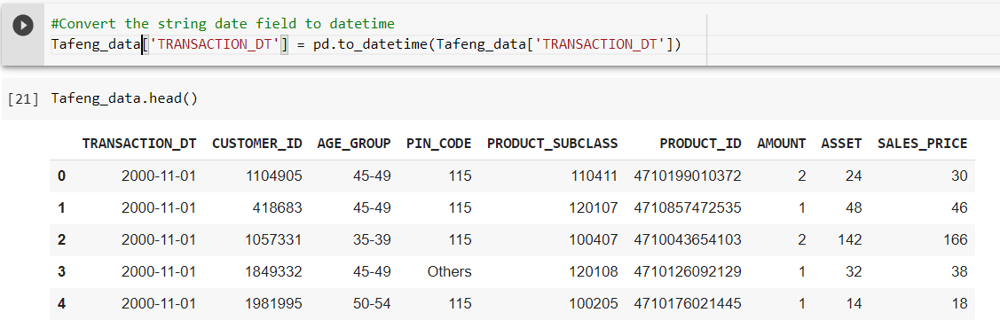 #Convert the string date field to datetime
Tafeng_data['TRANSACTION_DT'] = pd.to_datetime(Tafeng_data['TRANSACTION_DT'])
[21] Tafeng_data.head()
TRANSACTION_DT CUSTOMER_ID AGE_GROUP PIN_CODE PRODUCT_SUBCLASS PRODUCT_ID AMOUNT ASSET SALES_PRICE
0 2000-11-01 1104905 45-49 115 110411 4710199010372 2 24 30
1 2000-11-01 418683 45-49 115 120107 4710857472535 1 48 46
2 2000-11-01 1057331 35-39 115 100407 4710043654103 2 142 166
3 2000-11-01 1849332 45-49 Others 120108 4710126092129 1 32 38
4 2000-11-01 1981995 50-54 115 100205 4710176021445 1 14 18